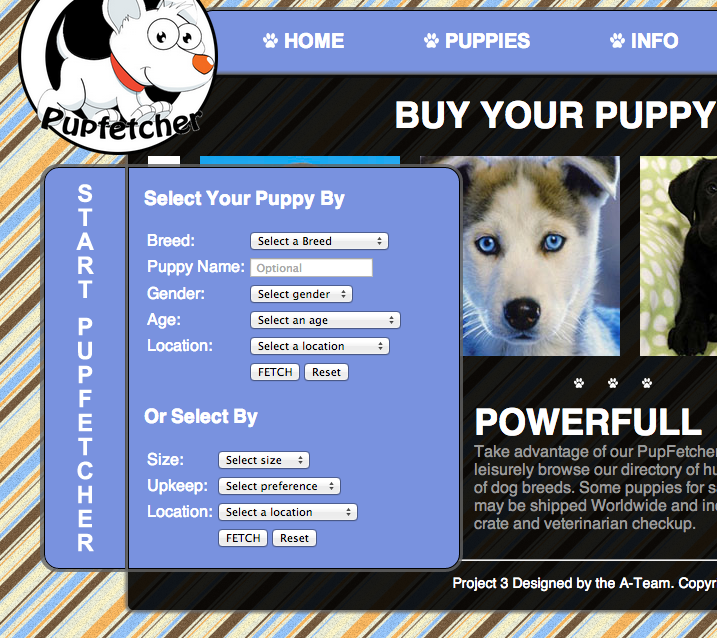 Pupfetcher
HOME PUPPIES INFO
BUY YOUR PUPPY
START PUPFETCHER
Select Your Puppy By
Breed: Select a Breed
Puppy Name: Optional
Gender: Select gender
Age: Select an age
Location: Select a location
FETCH Reset
Or Select By
Size: Select size
Upkeep: Select preference
Location: Select a location
FETCH Reset
POWERFULL
Take advantage of our PupFetcher
leisurely browse our directory of
of dog breeds. Some puppies for
may be shipped Worldwide and
crate and veterinarian checkup.
Project 3 Designed by the A-Team.